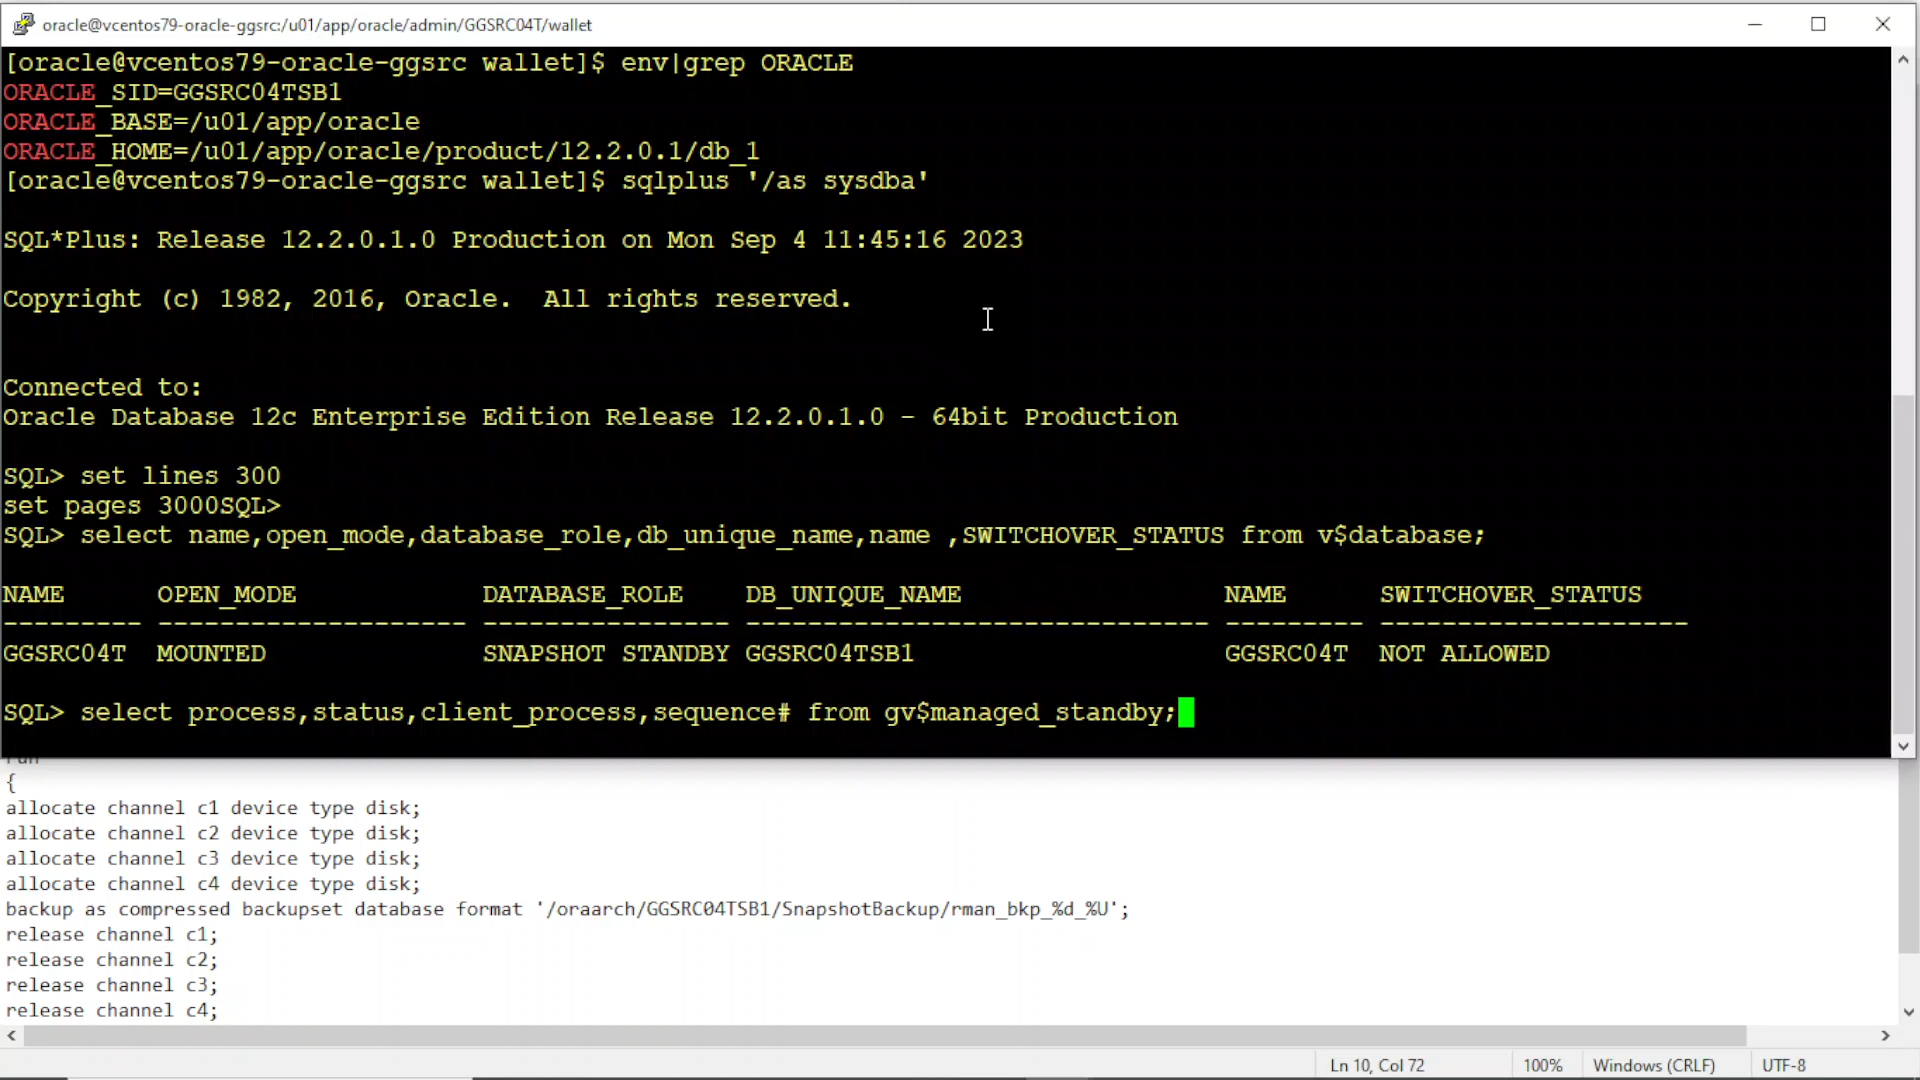 oracle@vcentos79-oracle-ggsrc:/u01/app/oracle/admin/GGSRC04T/wallet
[oracle@vcentos79-oracle-ggsrc wallet]$ env|grep ORACLE
ORACLE_SID=GGSRC04TSB1
ORACLE_BASE=/u01/app/oracle
ORACLE_HOME=/u01/app/oracle/product/12.2.0.1/db_1
[oracle@vcentos79-oracle-ggsrc wallet]$ sqlplus '/as sysdba'
SQL*Plus: Release 12.2.0.1.0 Production on Mon Sep 4 11:45:16 2023
Copyright (c) 1982, 2016, Oracle.  All rights reserved.
Connected to:
Oracle Database 12c Enterprise Edition Release 12.2.0.1.0 - 64bit Production
SQL> set lines 300
set pages 3000SQL>
SQL> select name,open_mode,database_role,db_unique_name,name ,SWITCHOVER_STATUS from v$database;
NAME      OPEN_MODE            DATABASE_ROLE    DB_UNIQUE_NAME                 NAME      SWITCHOVER_STATUS
--------- -------------------- ---------------- ------------------------------ --------- --------------------
GGSRC04T  MOUNTED              SNAPSHOT STANDBY GGSRC04TSB1                    GGSRC04T  NOT ALLOWED
SQL> select process,status,client_process,sequence# from gv$managed_standby;
run
{
allocate channel c1 device type disk;
allocate channel c2 device type disk;
allocate channel c3 device type disk;
allocate channel c4 device type disk;
backup as compressed backupset database format '/oraarch/GGSRC04TSB1/SnapshotBackup/rman_bkp_%d_%U';
release channel c1;
release channel c2;
release channel c3;
release channel c4;
Ln 10, Col 72 100% Windows (CRLF) UTF-8